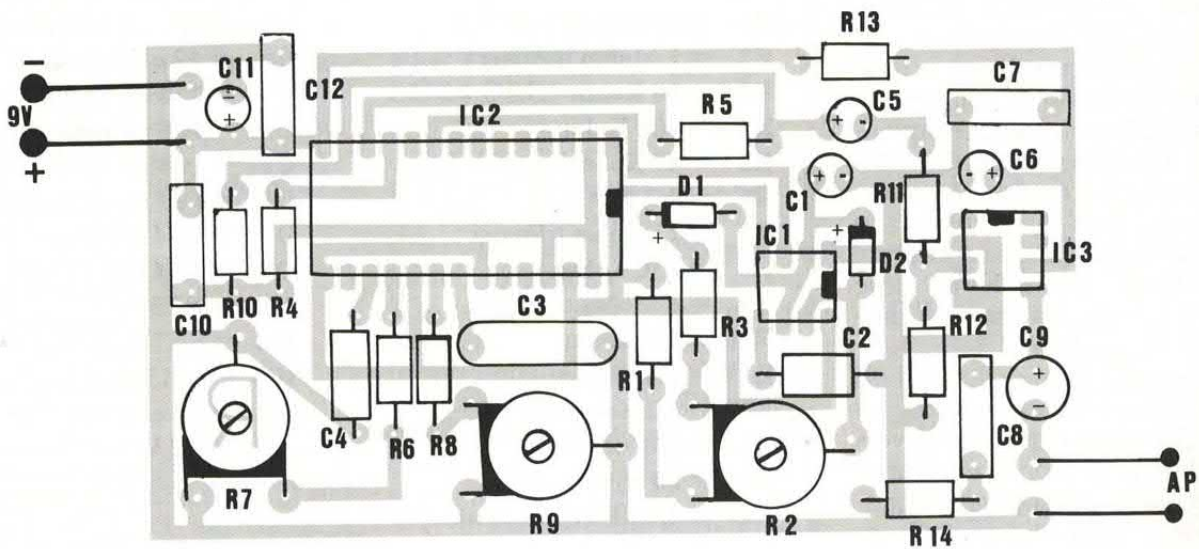 R13
C7
C11
C12
C5
-
9V
+
IC2
R5
C6
C1
R11
D1
IC1
D2
IC3
C10
R10
R4
C3
R1
R3
C2
R12
C9
C4
R6
R8
C8
R7
R9
R2
R14
AP